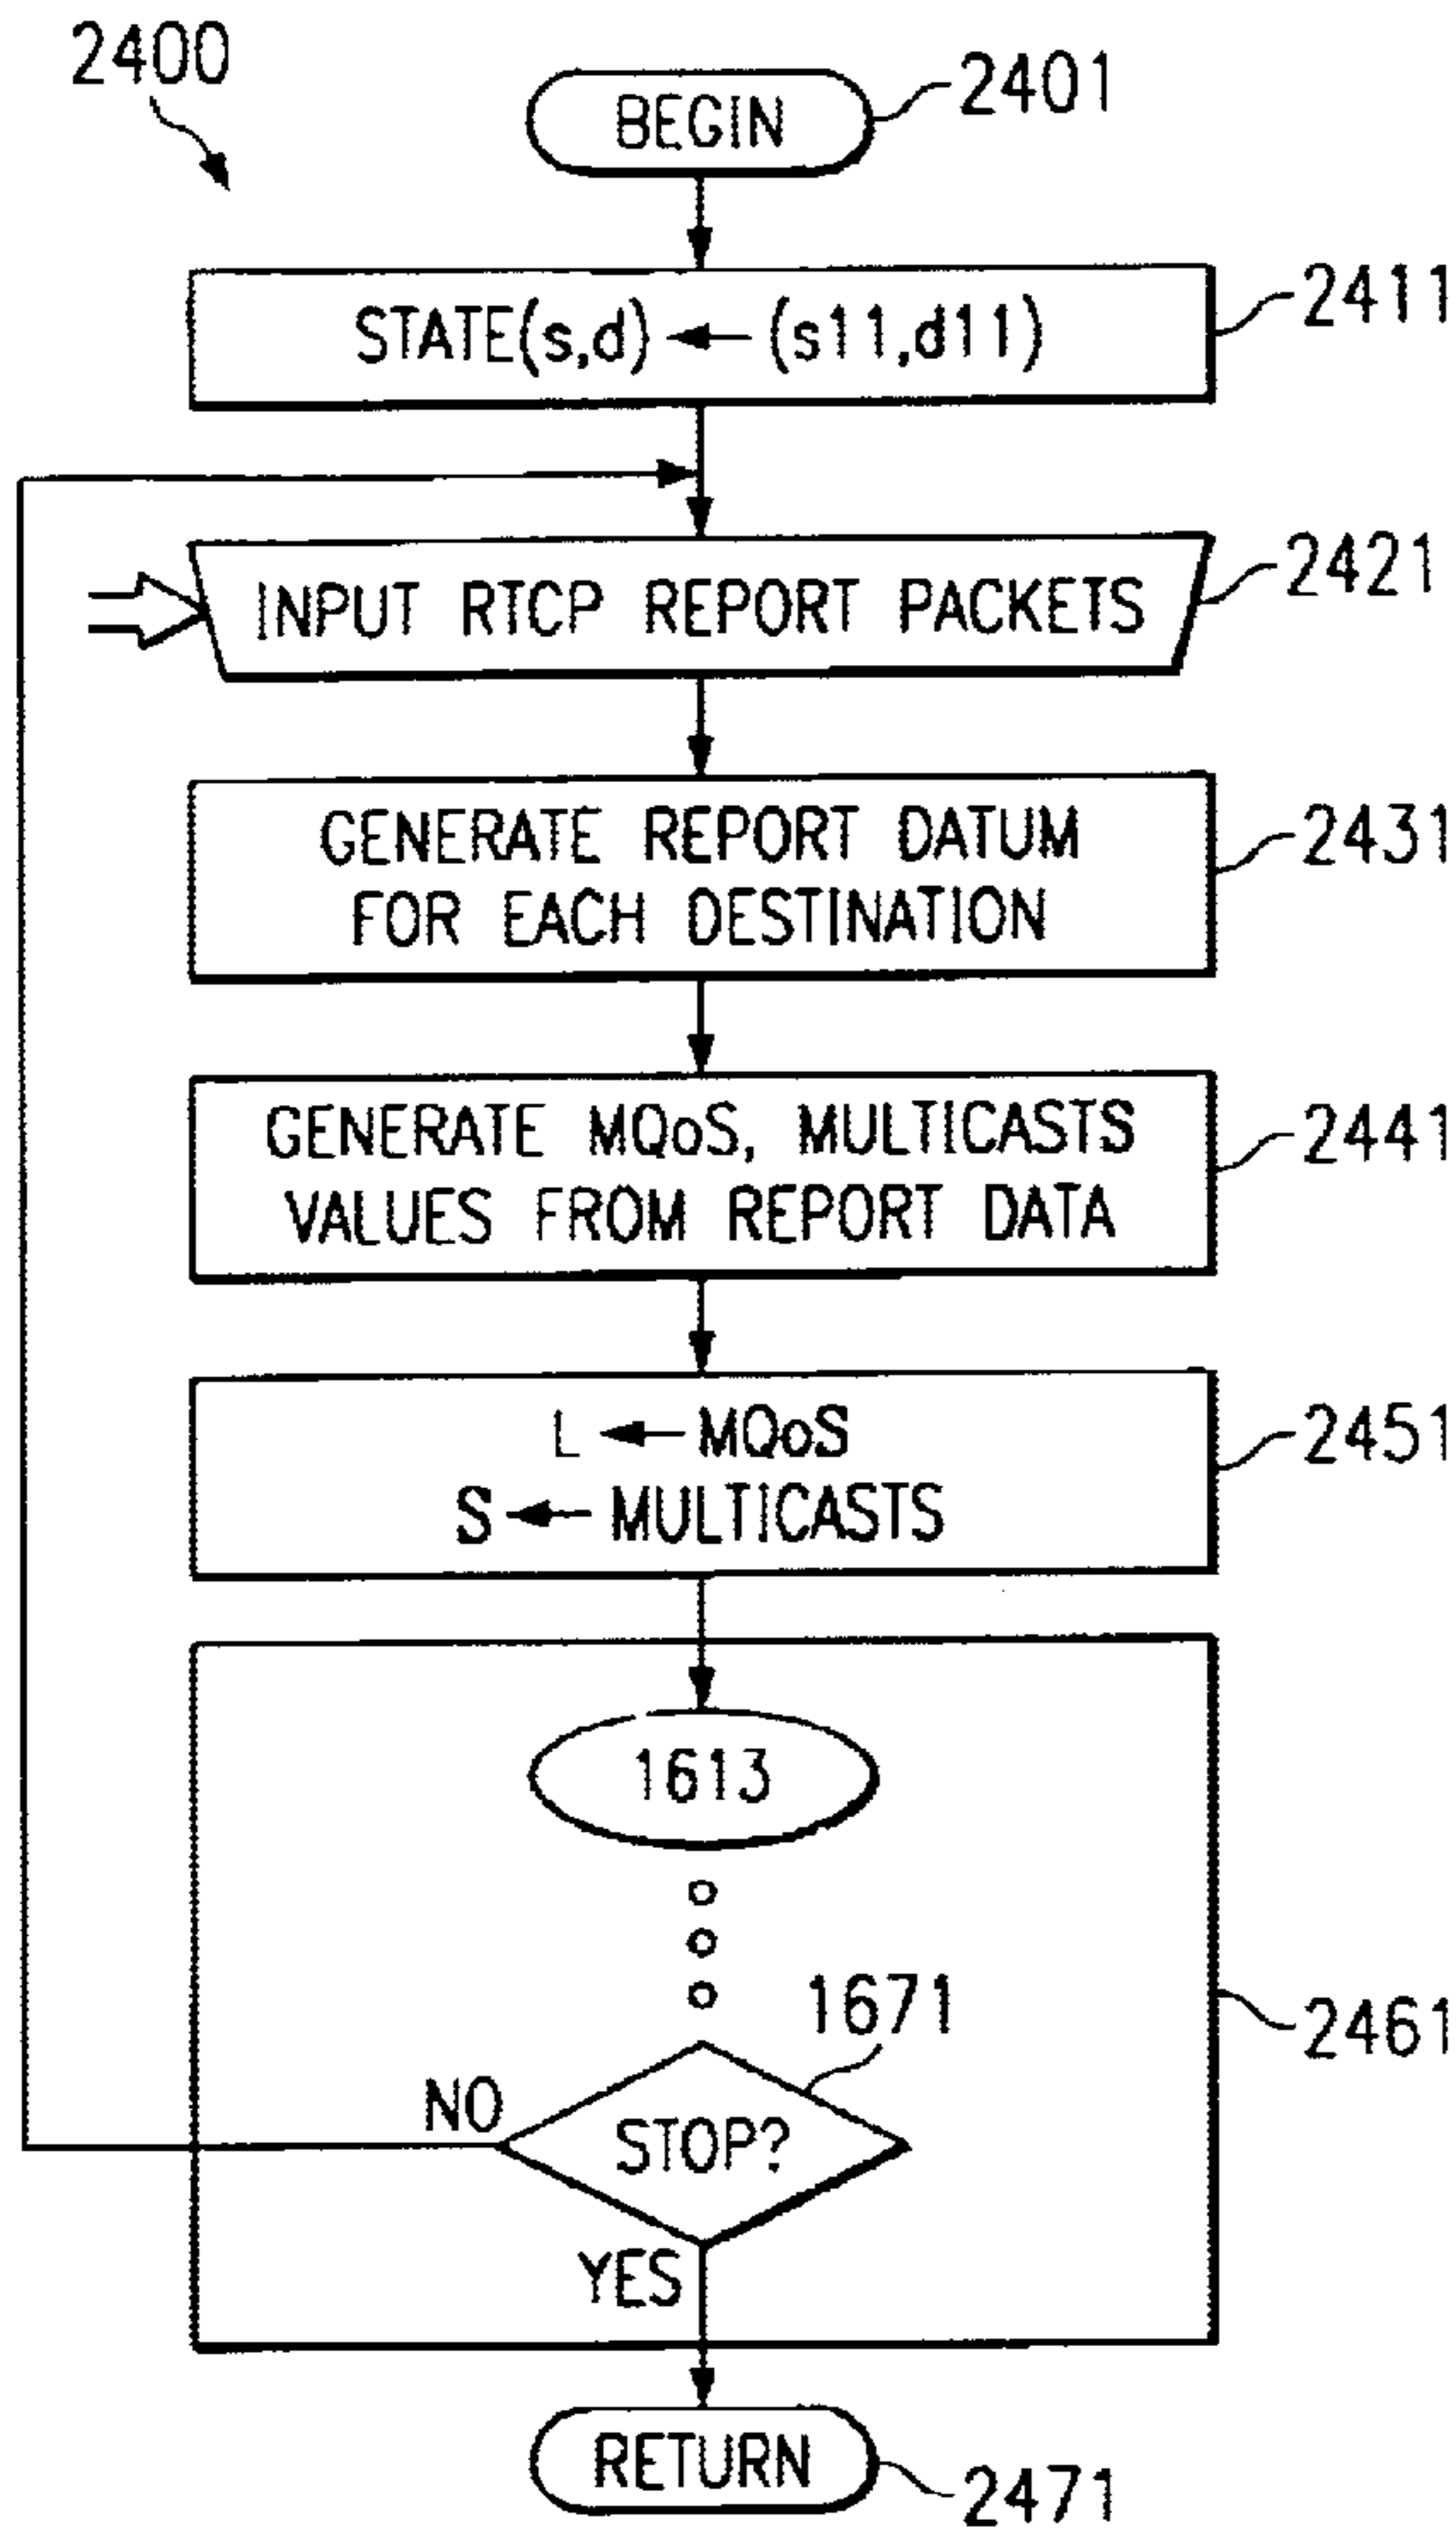 2400
BEGIN
2401
STATE(s,d) ← (s11,d11)
2411
INPUT RTCP REPORT PACKETS
2421
GENERATE REPORT DATUM
FOR EACH DESTINATION
2431
GENERATE MQoS, MULTICASTS
VALUES FROM REPORT DATA
2441
L ← MQoS
S ← MULTICASTS
2451
1613
1671
STOP?
NO
YES
2461
RETURN
2471